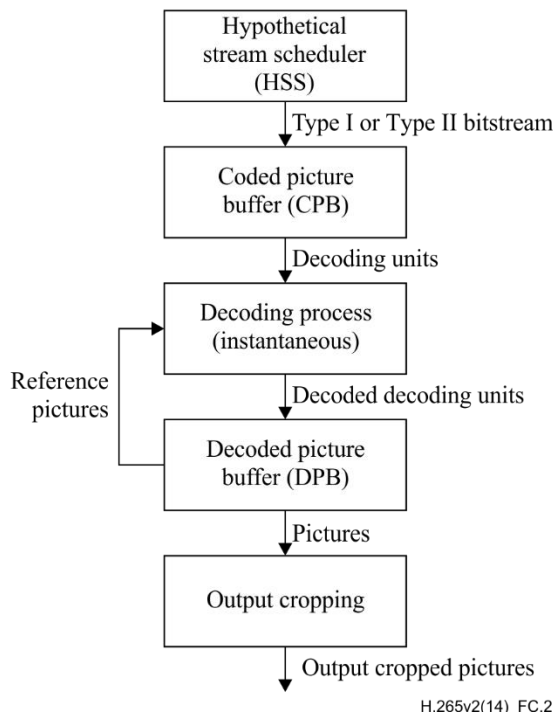 Hypothetical
stream scheduler
(HSS)
Type I or Type II bitstream
Coded picture
buffer (CPB)
Decoding units
Decoding process
(instantaneous)
Reference
pictures
Decoded decoding units
Decoded picture
buffer (DPB)
Pictures
Output cropping
Output cropped pictures
H.265v2(14)_FC.2